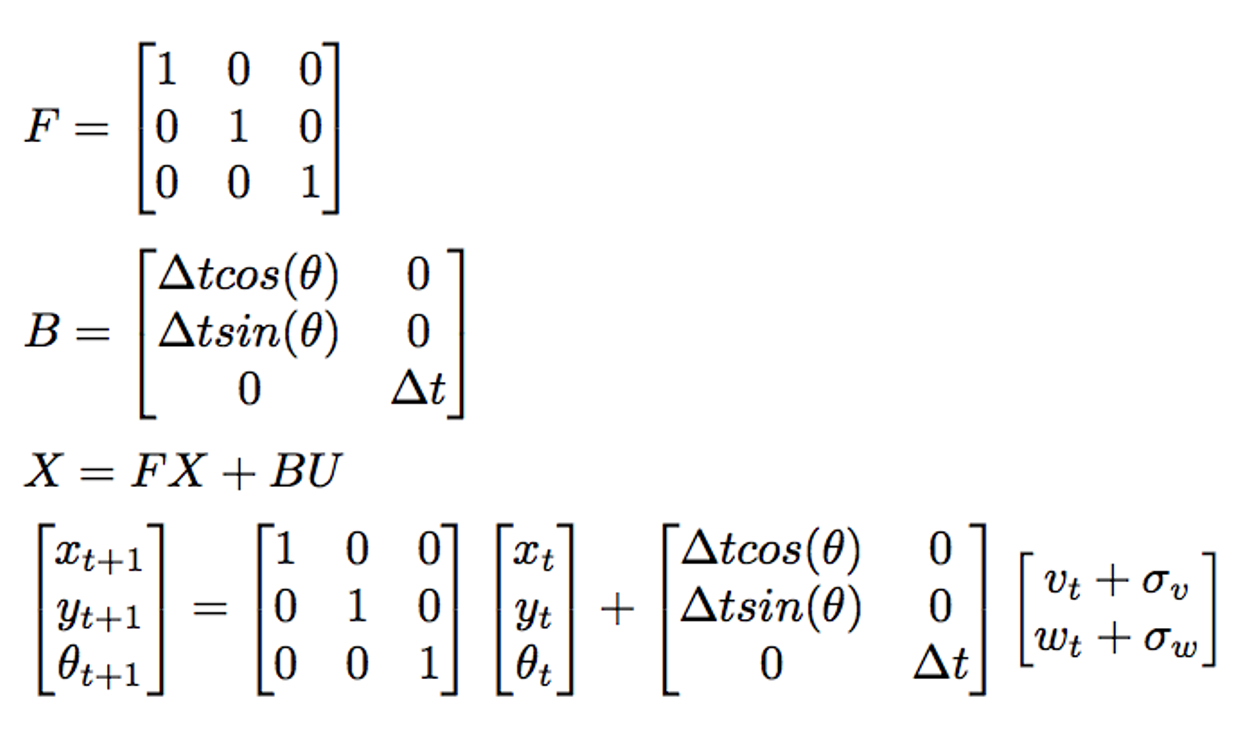 F = [1 0 0
0 1 0
0 0 1]
B = [Δtcos(θ) 0
Δtsin(θ) 0
0 Δt]
X = FX + BU
[x_{t+1}
y_{t+1}
θ_{t+1}] = [1 0 0
0 1 0
0 0 1] [x_t
y_t
θ_t] + [Δtcos(θ) 0
Δtsin(θ) 0
0 Δt] [v_t + σ_v
w_t + σ_w]